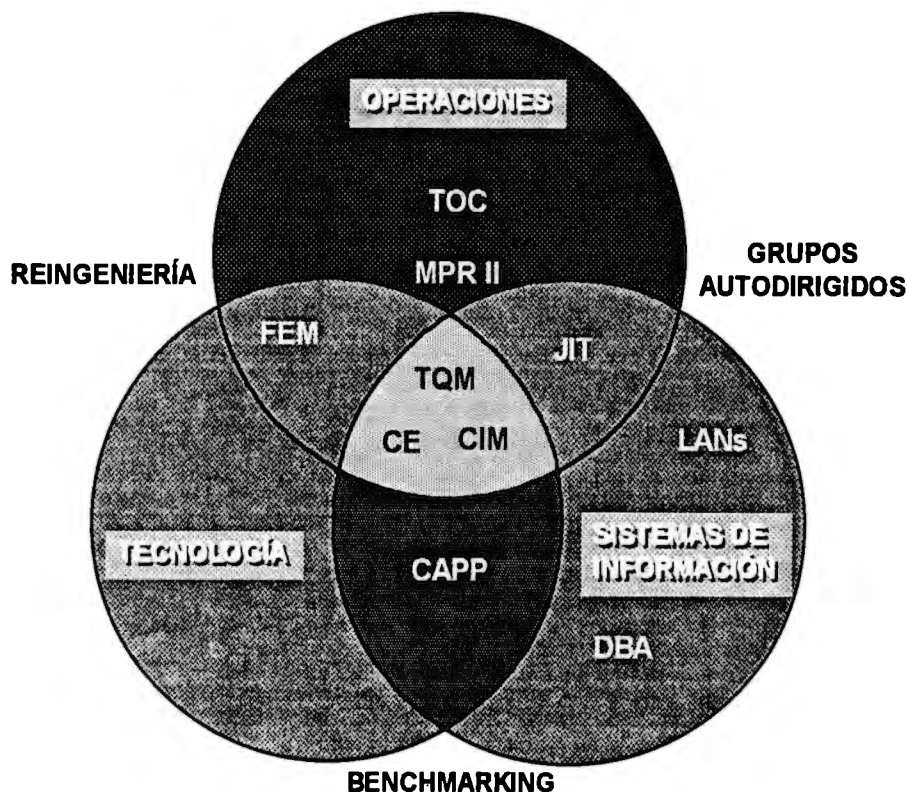 OPERACIONES
TOC
REINGENIERÍA
MPR II
GRUPOS
AUTODIRIGIDOS
FEM
JIT
TQM
CE
CIM
LANs
TECNOLOGÍA
CAPP
SISTEMAS DE
INFORMACIÓN
DBA
BENCHMARKING